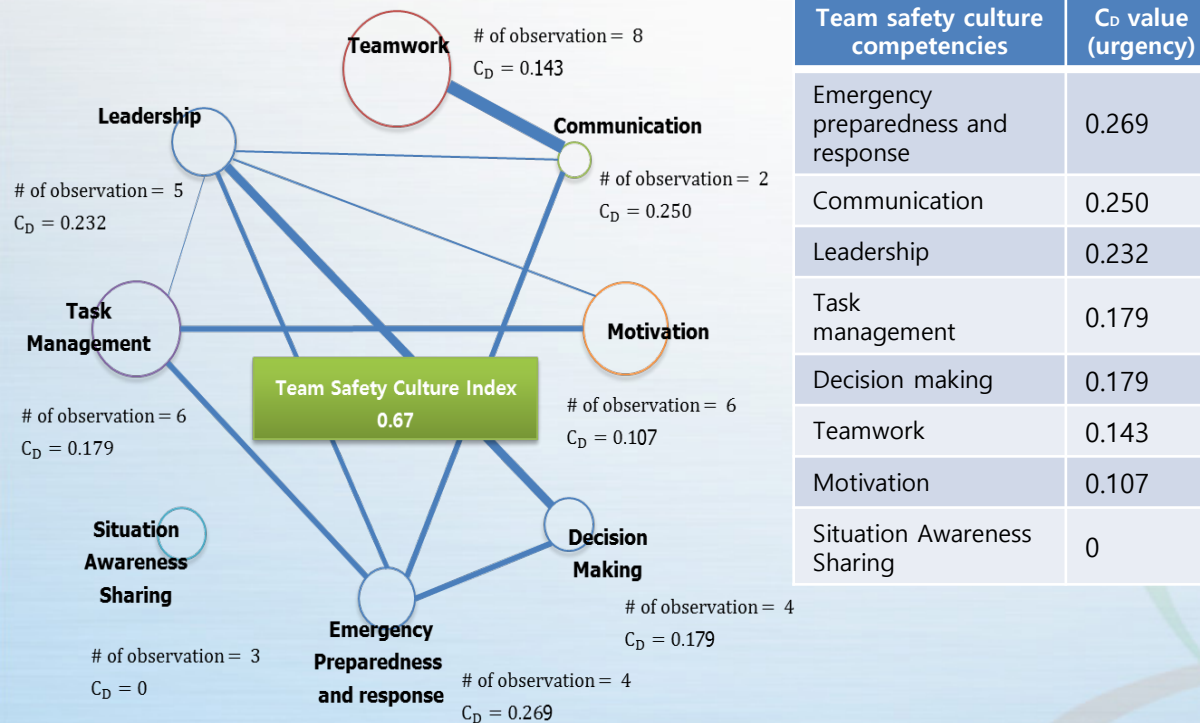 Teamwork
# of observation = 8
C_D = 0.143
Leadership
# of observation = 5
C_D = 0.232
Communication
# of observation = 2
C_D = 0.250
Task
Management
# of observation = 6
C_D = 0.179
Motivation
# of observation = 6
C_D = 0.107
Team Safety Culture Index
0.67
Situation
Awareness
Sharing
# of observation = 3
C_D = 0
Decision
Making
# of observation = 4
C_D = 0.179
Emergency
Preparedness
and response
# of observation = 4
C_D = 0.269
Team safety culture
competencies
C_D value
(urgency)
Emergency
preparedness and
response
0.269
Communication
0.250
Leadership
0.232
Task
management
0.179
Decision making
0.179
Teamwork
0.143
Motivation
0.107
Situation Awareness
Sharing
0